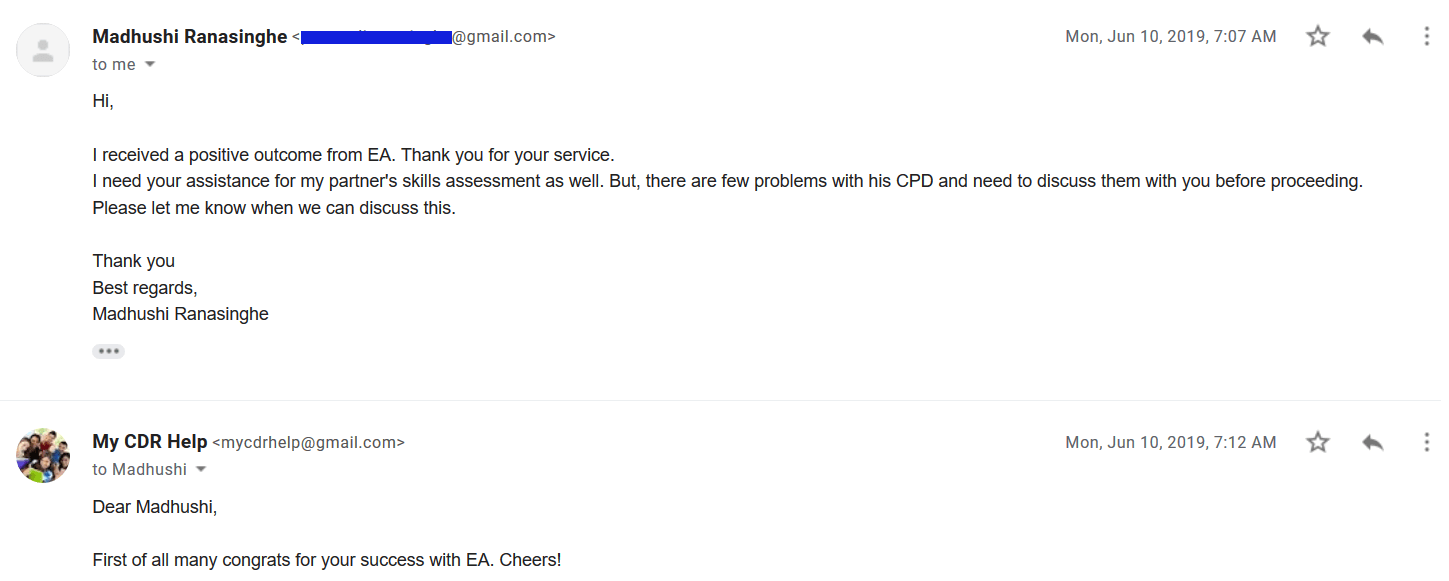 Madhushi Ranasinghe < @gmail.com> Mon, Jun 10, 2019, 7:07 AM
to me
Hi,
I received a positive outcome from EA. Thank you for your service.
I need your assistance for my partner's skills assessment as well. But, there are few problems with his CPD and need to discuss them with you before proceeding.
Please let me know when we can discuss this.
Thank you
Best regards,
Madhushi Ranasinghe
My CDR Help <mycdrhelp@gmail.com> Mon, Jun 10, 2019, 7:12 AM
to Madhushi
Dear Madhushi,
First of all many congrats for your success with EA. Cheers!